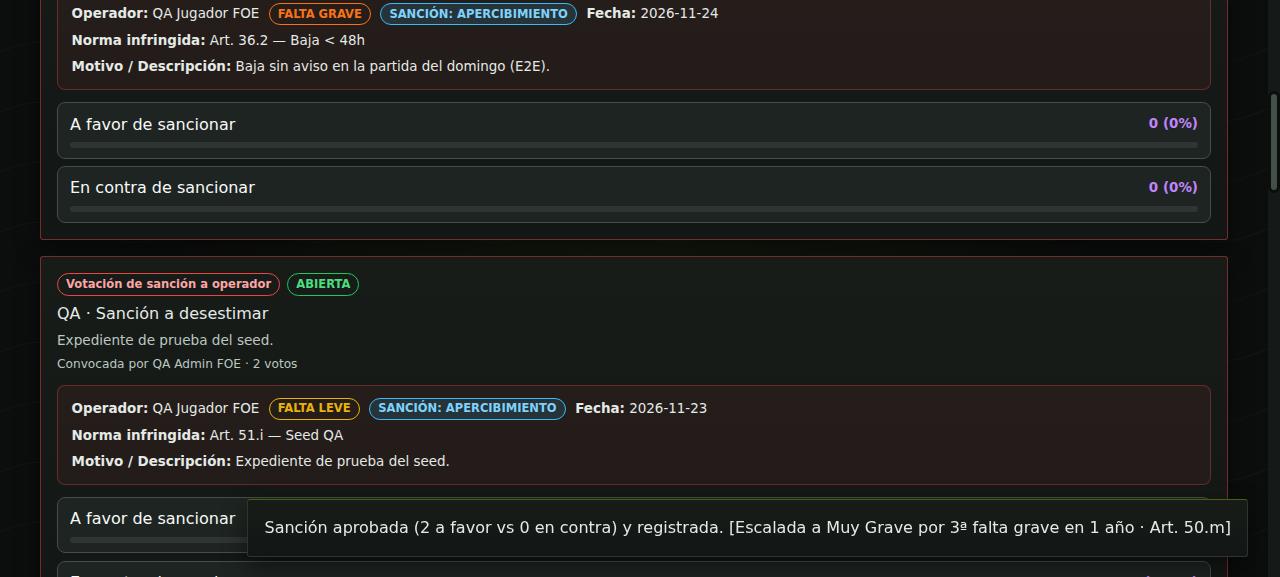 Operador: QA Jugador FOE FALTA GRAVE SANCIÓN: APERCIBIMIENTO Fecha: 2026-11-24
Norma infringida: Art. 36.2 — Baja < 48h
Motivo / Descripción: Baja sin aviso en la partida del domingo (E2E).
A favor de sancionar 0 (0%)
En contra de sancionar 0 (0%)
Votación de sanción a operador ABIERTA
QA · Sanción a desestimar
Expediente de prueba del seed.
Convocada por QA Admin FOE · 2 votos
Operador: QA Jugador FOE FALTA LEVE SANCIÓN: APERCIBIMIENTO Fecha: 2026-11-23
Norma infringida: Art. 51.i — Seed QA
Motivo / Descripción: Expediente de prueba del seed.
A favor de sancionar
Sanción aprobada (2 a favor vs 0 en contra) y registrada. [Escalada a Muy Grave por 3ª falta grave en 1 año · Art. 50.m]